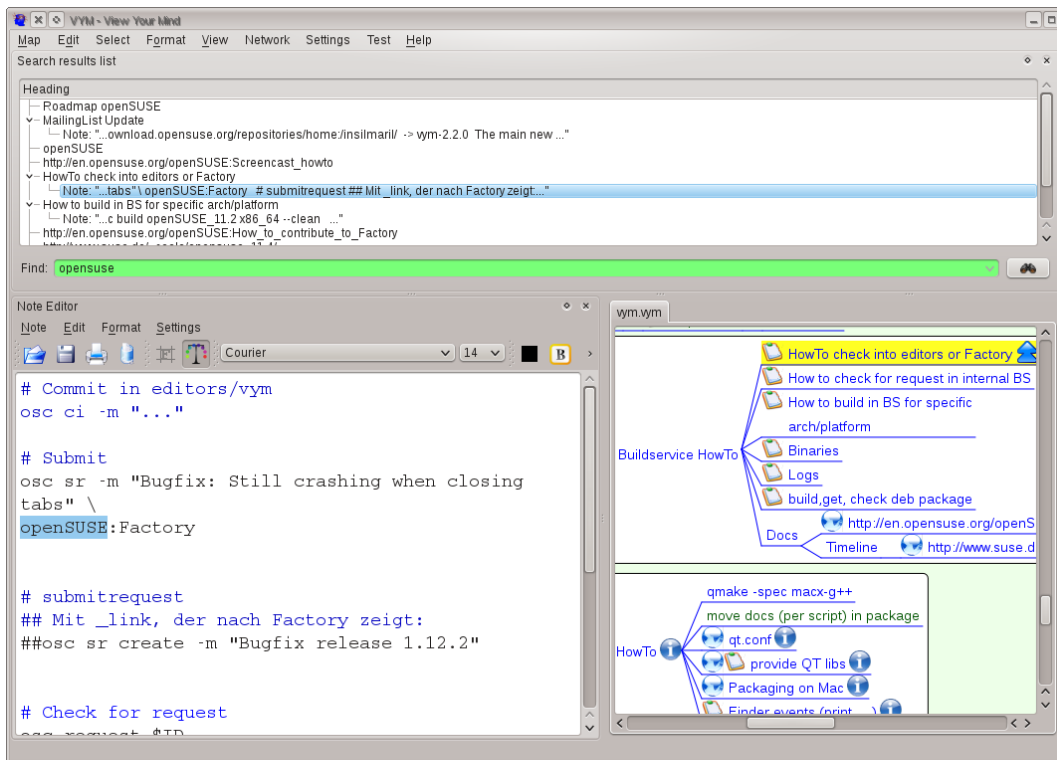 VYM - View Your Mind
Map Edit Select Format View Network Settings Test Help
Search results list
Heading
Roadmap openSUSE
MailingList Update
Note: "...ownload.opensuse.org/repositories/home:/insilmaril/ -> vym-2.2.0 The main new ..."
openSUSE
http://en.opensuse.org/openSUSE:Screencast_howto
HowTo check into editors or Factory
Note: "...tabs" \ openSUSE:Factory # submitrequest ## Mit _link, der nach Factory zeigt:..."
How to build in BS for specific arch/platform
Note: "...c build openSUSE_11.2 x86_64 --clean ..."
http://en.opensuse.org/openSUSE:How_to_contribute_to_Factory
Find: opensuse
Note Editor
Note Edit Format Settings
Courier 14 B
# Commit in editors/vym
osc ci -m "..."
# Submit
osc sr -m "Bugfix: Still crashing when closing
tabs" \
openSUSE:Factory
# submitrequest
## Mit _link, der nach Factory zeigt:
##osc sr create -m "Bugfix release 1.12.2"
# Check for request
osc request $ID
vym.vym
HowTo check into editors or Factory
How to check for request in internal BS
How to build in BS for specific
arch/platform
Buildservice HowTo
Binaries
Logs
build,get, check deb package
Docs
http://en.opensuse.org/openS
Timeline
http://www.suse.d
qmake -spec macx-g++
move docs (per script) in package
HowTo
qt.conf
provide QT libs
Packaging on Mac
Finder events (print ... )